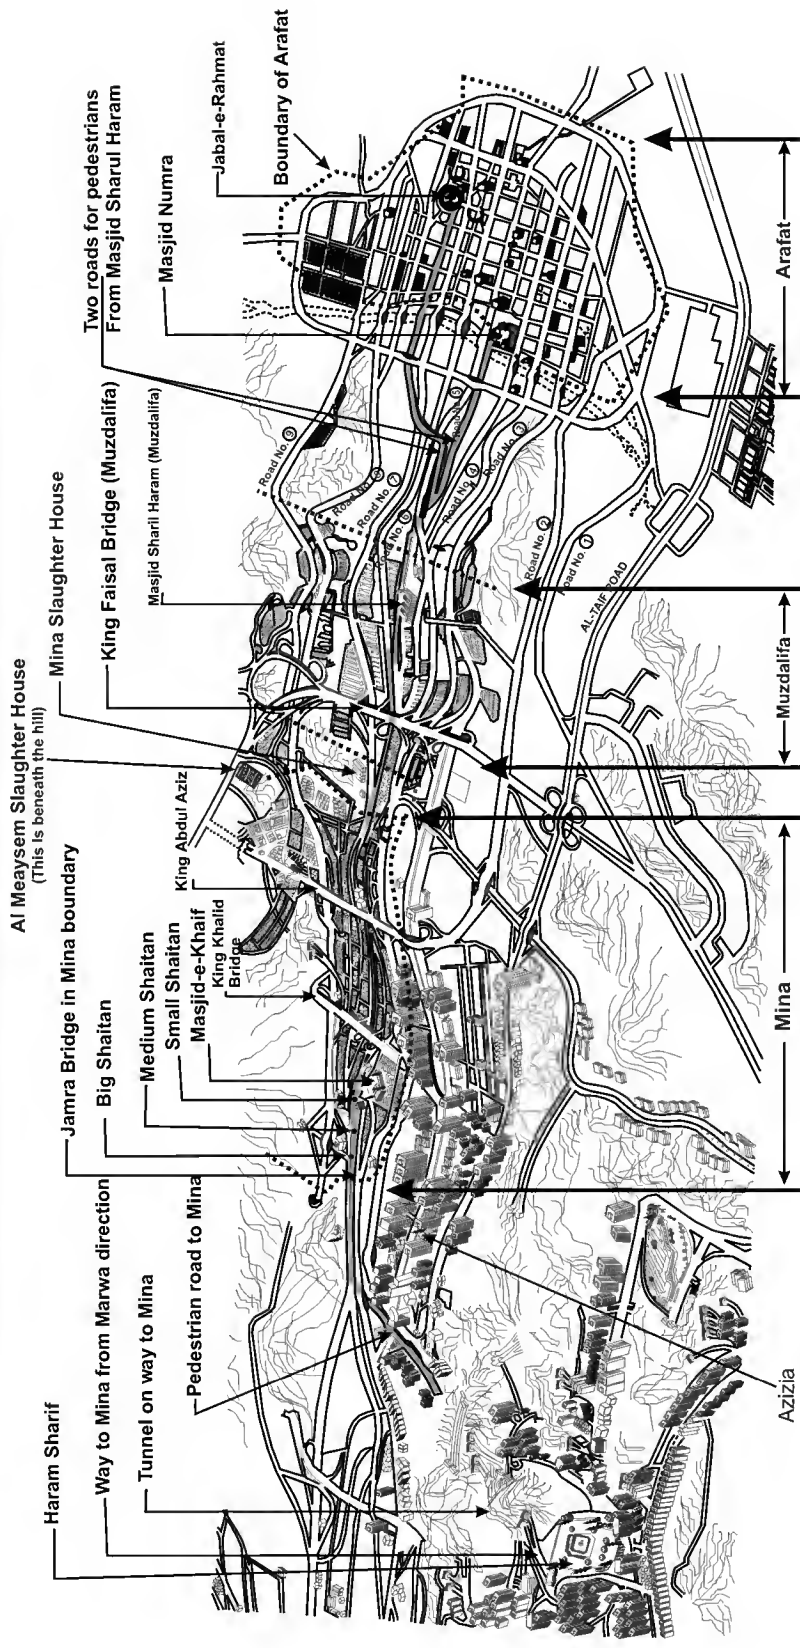 Haram Sharif
Way to Mina from Marwa direction
Tunnel on way to Mina
Pedestrian road to Mina
Jamra Bridge in Mina boundary
Big Shaitan
Medium Shaitan
Small Shaitan
Masjid-e-Khaif
King Khalid
Bridge
King Abdul Aziz
Al Meaysem Slaughter House
(This Is beneath the hill)
Mina Slaughter House
King Faisal Bridge (Muzdalifa)
Masjid Sharil Haram (Muzdalifa)
Two roads for pedestrians
From Masjid Sharul Haram
Masjid Numra
Jabal-e-Rahmat
Boundary of Arafat
Road No. 9
Road No.
Road No. 7
Road No. 6
Road No. 5
Road No. 4
Road No. 3
Road No. 2
Road No. 1
AL-TAIF ROAD
Azizia
Mina
Muzdalifa
Arafat